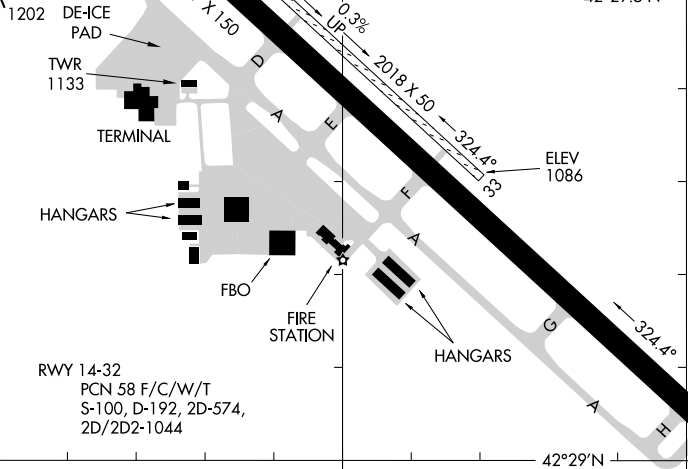 1202
DE-ICE
PAD
X 150
0.3%
UP
TWR
1133
2018 X 50
324.4°
ELEV
1086
33
TERMINAL
D
A
E
F
A
HANGARS
FBO
FIRE
STATION
HANGARS
G
324.4°
A
H
RWY 14-32
PCN 58 F/C/W/T
S-100, D-192, 2D-574,
2D/2D2-1044
42°29'N